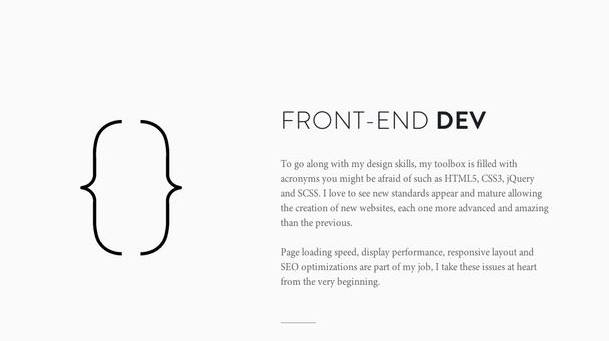 FRONT-END DEV
To go along with my design skills, my toolbox is filled with
acronyms you might be afraid of such as HTML5, CSS3, jQuery
and SCSS. I love to see new standards appear and mature allowing
the creation of new websites, each one more advanced and amazing
than the previous.
Page loading speed, display performance, responsive layout and
SEO optimizations are part of my job, I take these issues at heart
from the very beginning.